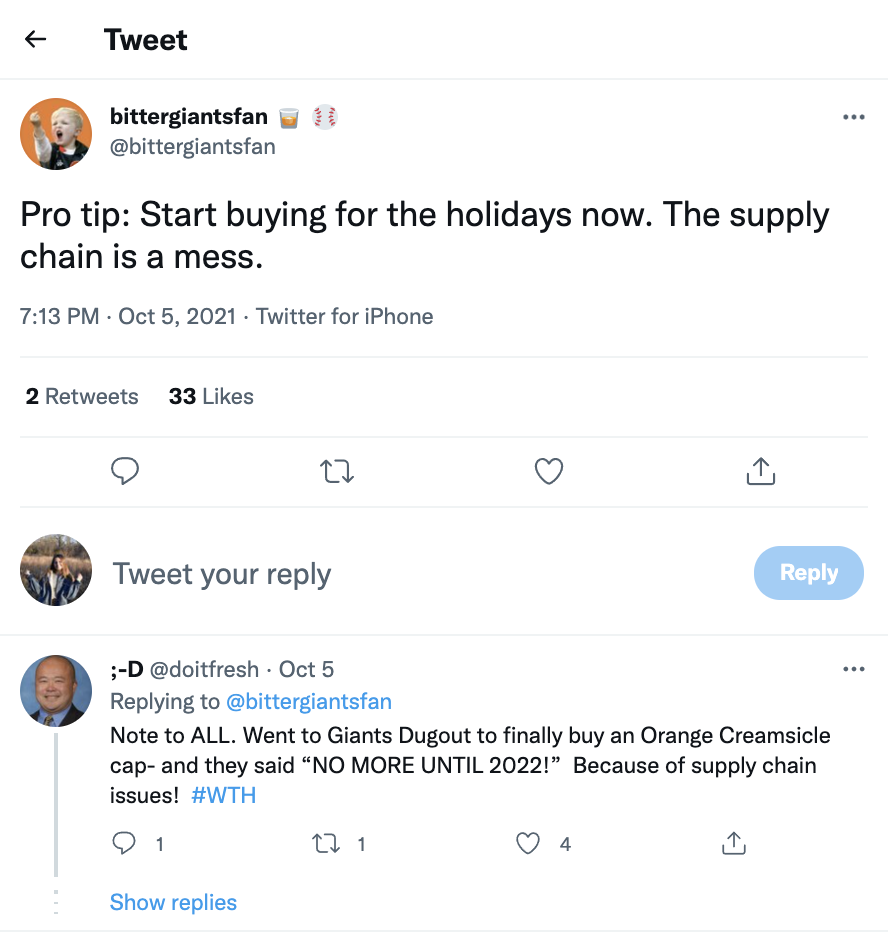 Tweet
bittergiantsfan 🥃 ⚾
@bittergiantsfan
Pro tip: Start buying for the holidays now. The supply
chain is a mess.
7:13 PM · Oct 5, 2021 · Twitter for iPhone
2 Retweets 33 Likes
Tweet your reply
Reply
;-D @doitfresh · Oct 5
Replying to @bittergiantsfan
Note to ALL. Went to Giants Dugout to finally buy an Orange Creamsicle
cap- and they said “NO MORE UNTIL 2022!”  Because of supply chain
issues!  #WTH
1 1 4
Show replies